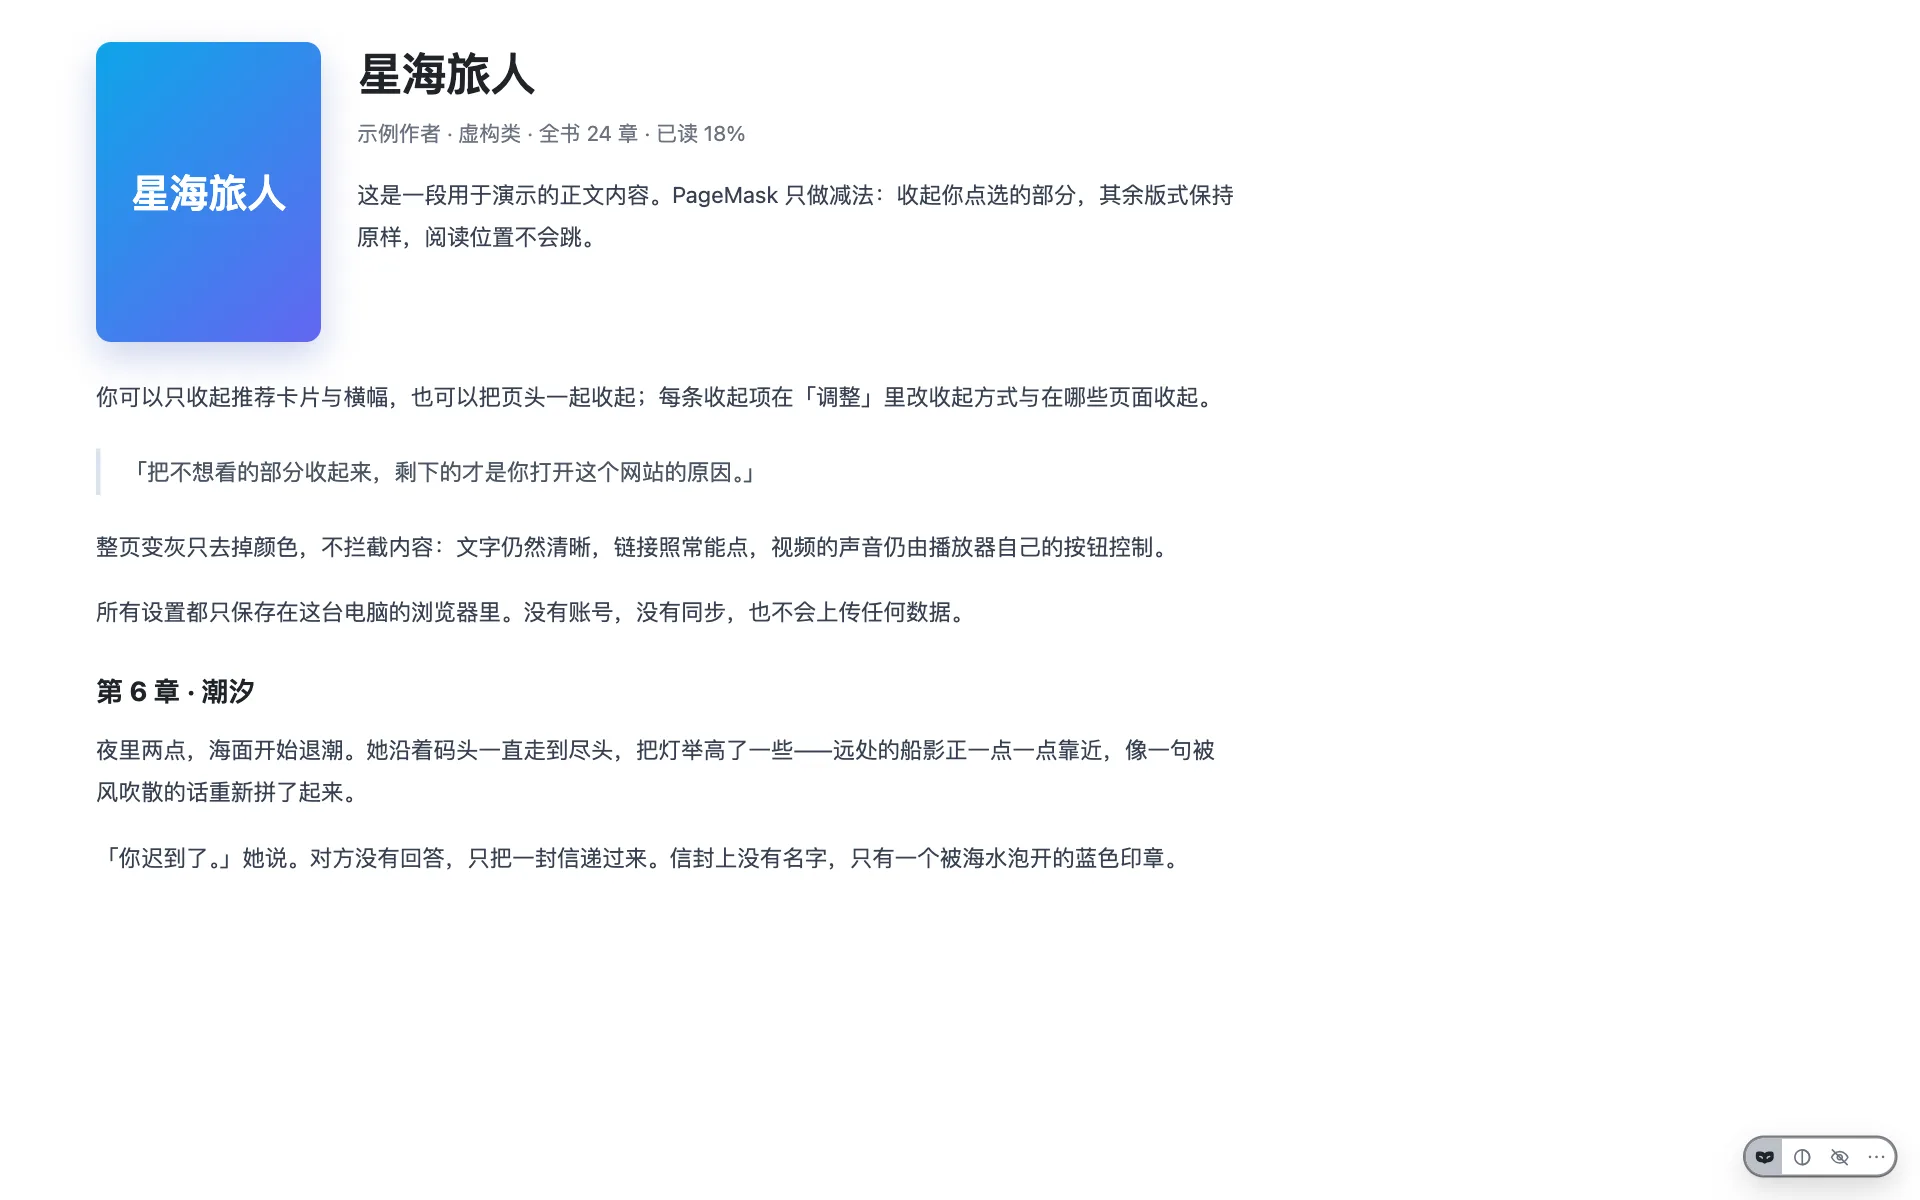 星海旅人
星海旅人
示例作者 · 虚构类 · 全书 24 章 · 已读 18%
这是一段用于演示的正文内容。PageMask 只做减法：收起你点选的部分，其余版式保持
原样，阅读位置不会跳。
你可以只收起推荐卡片与横幅，也可以把页头一起收起；每条收起项在「调整」里改收起方式与在哪些页面收起。
「把不想看的部分收起来，剩下的才是你打开这个网站的原因。」
整页变灰只去掉颜色，不拦截内容：文字仍然清晰，链接照常能点，视频的声音仍由播放器自己的按钮控制。
所有设置都只保存在这台电脑的浏览器里。没有账号，没有同步，也不会上传任何数据。
第 6 章 · 潮汐
夜里两点，海面开始退潮。她沿着码头一直走到尽头，把灯举高了一些——远处的船影正一点一点靠近，像一句被
风吹散的话重新拼了起来。
「你迟到了。」她说。对方没有回答，只把一封信递过来。信封上没有名字，只有一个被海水泡开的蓝色印章。